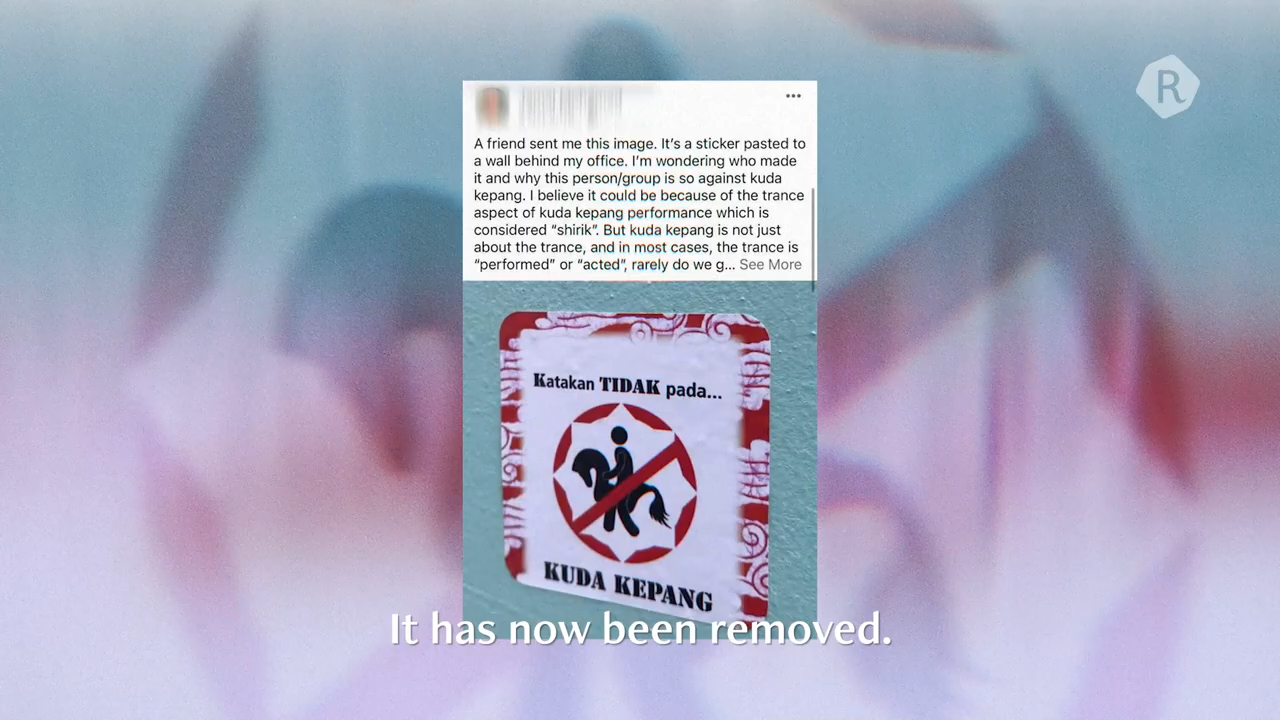 R
A friend sent me this image. It's a sticker pasted to
a wall behind my office. I'm wondering who made
it and why this person/group is so against kuda
kepang. I believe it could be because of the trance
aspect of kuda kepang performance which is
considered “shirik”. But kuda kepang is not just
about the trance, and in most cases, the trance is
“performed” or “acted”, rarely do we g... See More
Katakan TIDAK pada...
KUDA KEPANG
It has now been removed.